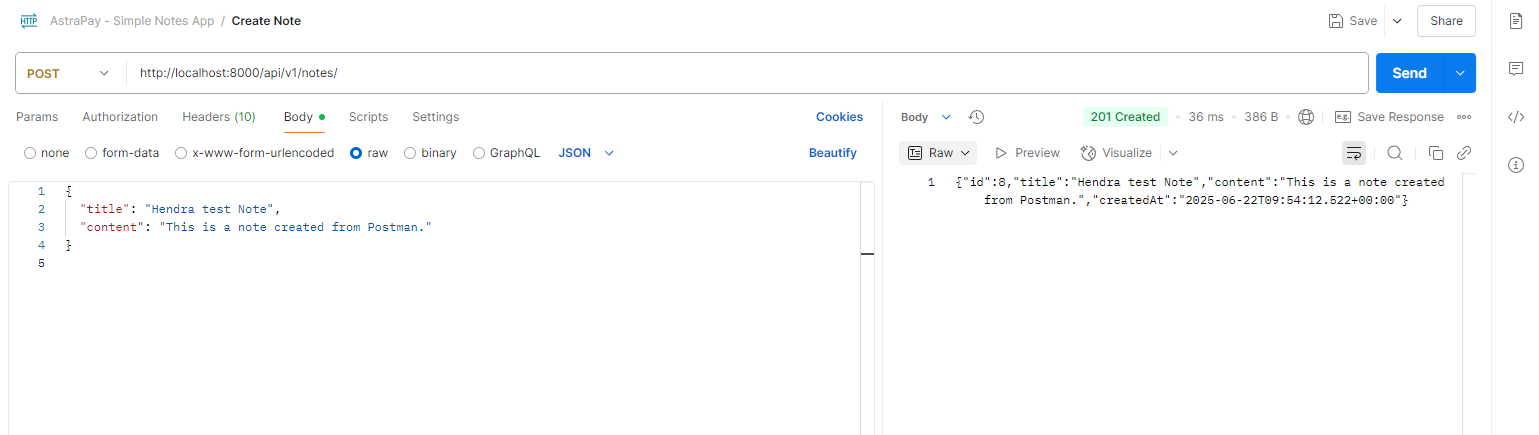 HTTP AstraPay - Simple Notes App / Create Note Save Share
POST http://localhost:8000/api/v1/notes/ Send
Params Authorization Headers (10) Body Scripts Settings Cookies
none form-data x-www-form-urlencoded raw binary GraphQL JSON Beautify
1 {
2 "title": "Hendra test Note",
3 "content": "This is a note created from Postman."
4 }
5
Body 201 Created 36 ms 386 B e.g. Save Response
Raw Preview Visualize
1 {"id":8,"title":"Hendra test Note","content":"This is a note created
from Postman.","createdAt":"2025-06-22T09:54:12.522+00:00"}